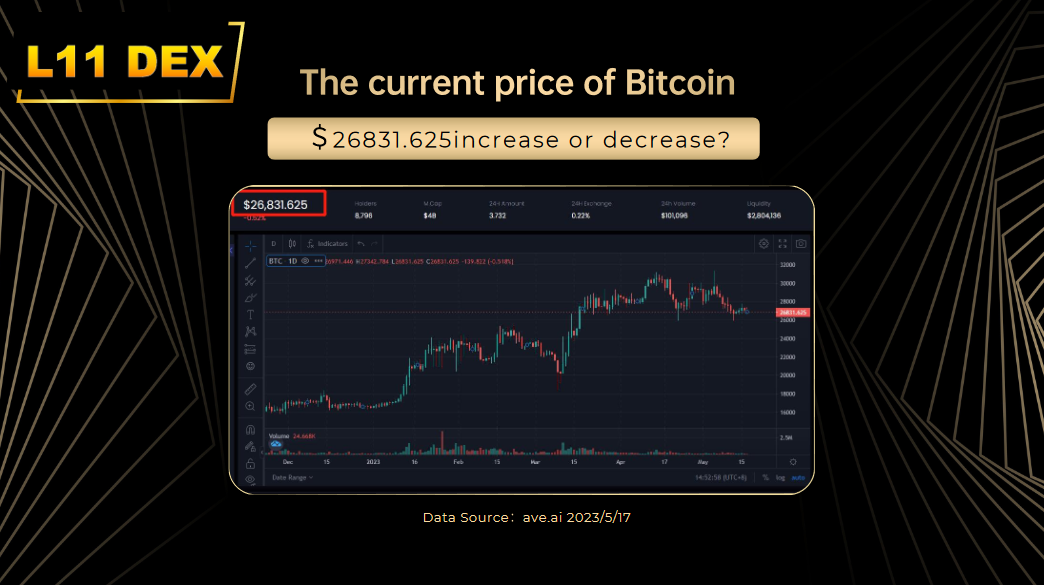 L11 DEX
The current price of Bitcoin
$26831.625increase or decrease?
$26,831.625
-0.52%
Holders M.Cap 24H Amount 24h Exchange 24h Volume Liquidity
8,796 $4B 3.732 0.22% $101,096 $2,804,136
D Indicators
BTC 1D 26971.446 H27342.784 L26831.625 C26831.625 -139.822 (-0.518%)
32000
30000
28000
26831.625
26000
24000
22000
20000
18000
16000
Volume 24.668K
2.5M
Dec 15 2023 16 Feb 15 Mar 15 Apr 17 May 15
Date Range 14:52:58 (UTC+8) % log auto
Data Source：ave.ai 2023/5/17